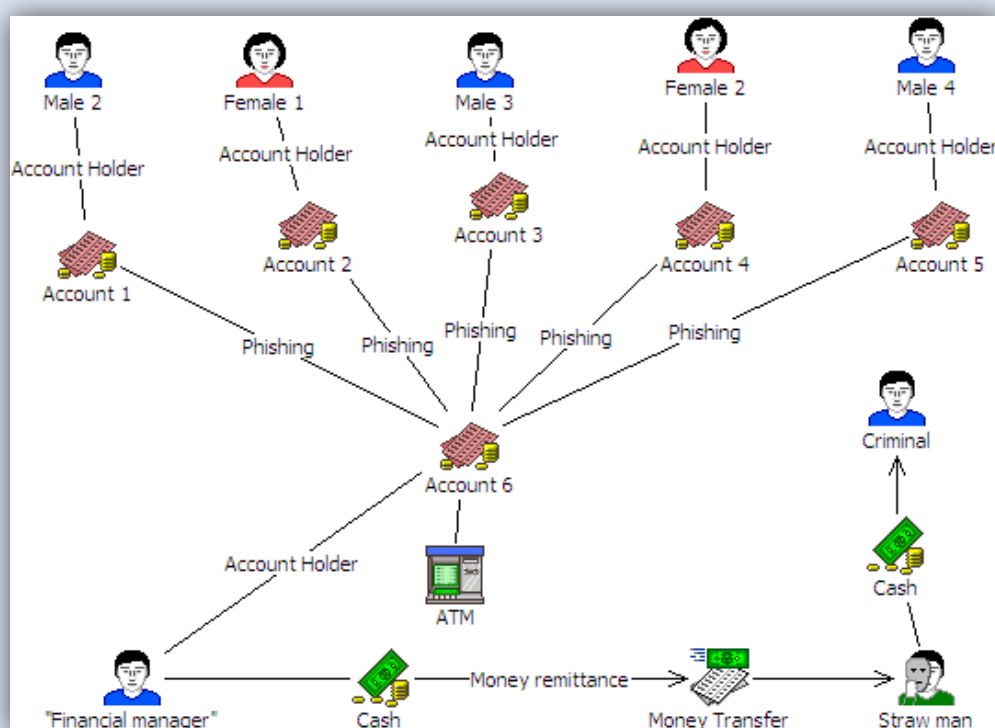 Male 2
Female 1
Male 3
Female 2
Male 4
Account Holder
Account Holder
Account Holder
Account Holder
Account Holder
Account 1
Account 2
Account 3
Account 4
Account 5
Phishing
Phishing
Phishing
Phishing
Phishing
Criminal
Account 6
Account Holder
ATM
Cash
Money remittance
"Financial manager"
Cash
Money Transfer
Straw man